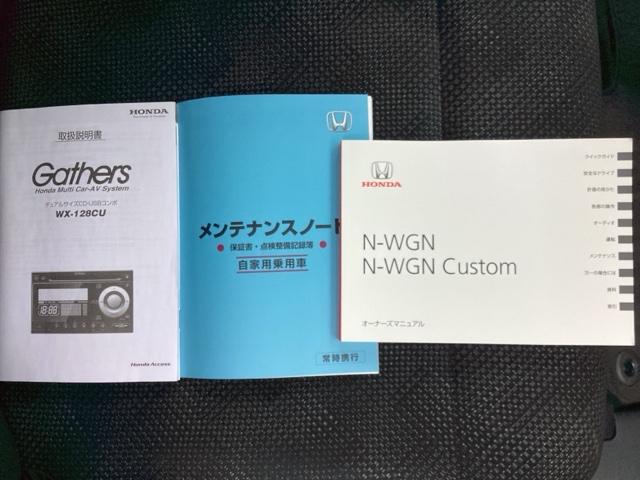 HONDA
取扱説明書
Gathers
Honda Multi Car-AV System
デュアルサイズCD・USBコンポ
WX-128CU
18:88
Honda Access
メンテナンスノート
保証書・点検整備記録簿
自家用乗用車
常時携行
HONDA
N-WGN
N-WGN Custom
オーナーズマニュアル
クイックガイド
安全なドライブ
計器の見かた
各部の操作
オーディオ
運転
メンテナンス
万一の場合には
資料
索引